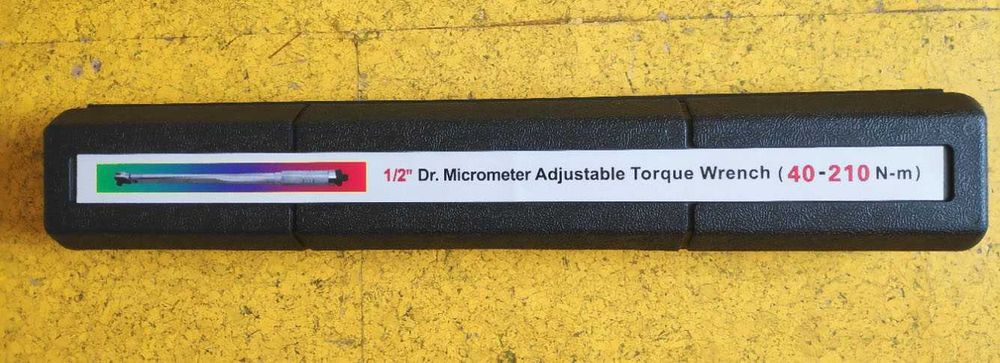 1/2" Dr. Micrometer Adjustable Torque Wrench (40-210 N-m)